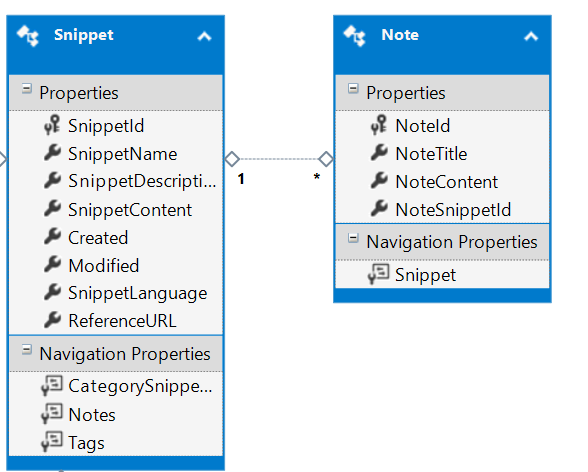 Snippet
Properties
SnippetId
SnippetName
SnippetDescripti...
SnippetContent
Created
Modified
SnippetLanguage
ReferenceURL
Navigation Properties
CategorySnippe...
Notes
Tags
1
*
Note
Properties
NoteId
NoteTitle
NoteContent
NoteSnippetId
Navigation Properties
Snippet